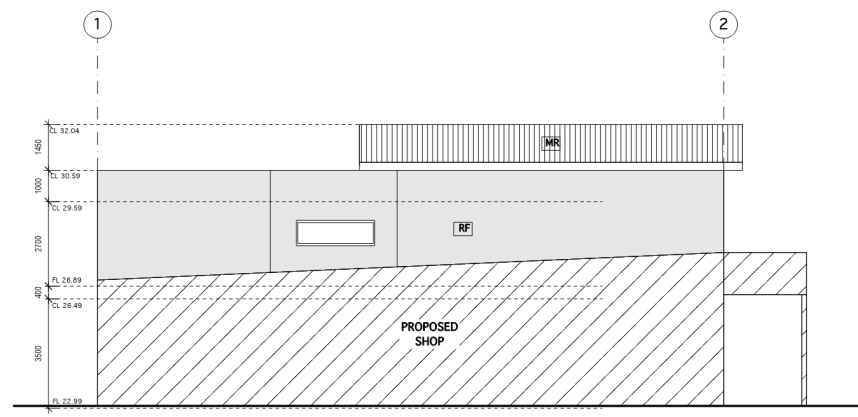 1
2
CL 32.04
1450
MR
CL 30.59
1000
CL 29.59
RF
2700
FL 26.89
400
CL 26.49
PROPOSED
SHOP
3500
FL 22.99